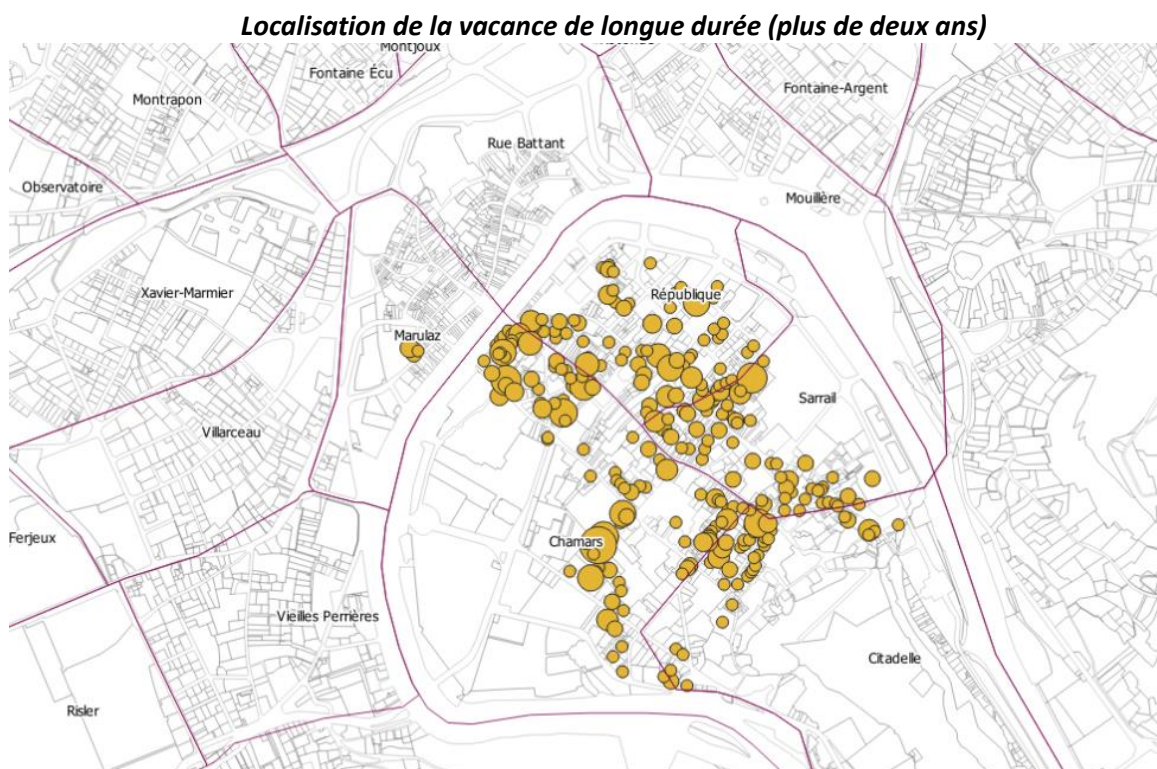 Localisation de la vacance de longue durée (plus de deux ans)
Montjoux
Fontaine Écu
Fontaine-Argent
Montrapon
Rue Battant
Observatoire
Mouillère
Xavier-Marmier
République
Marulaz
Sarrail
Villarceau
Ferjeux
Chamars
Vieilles Perrières
Citadelle
Risler